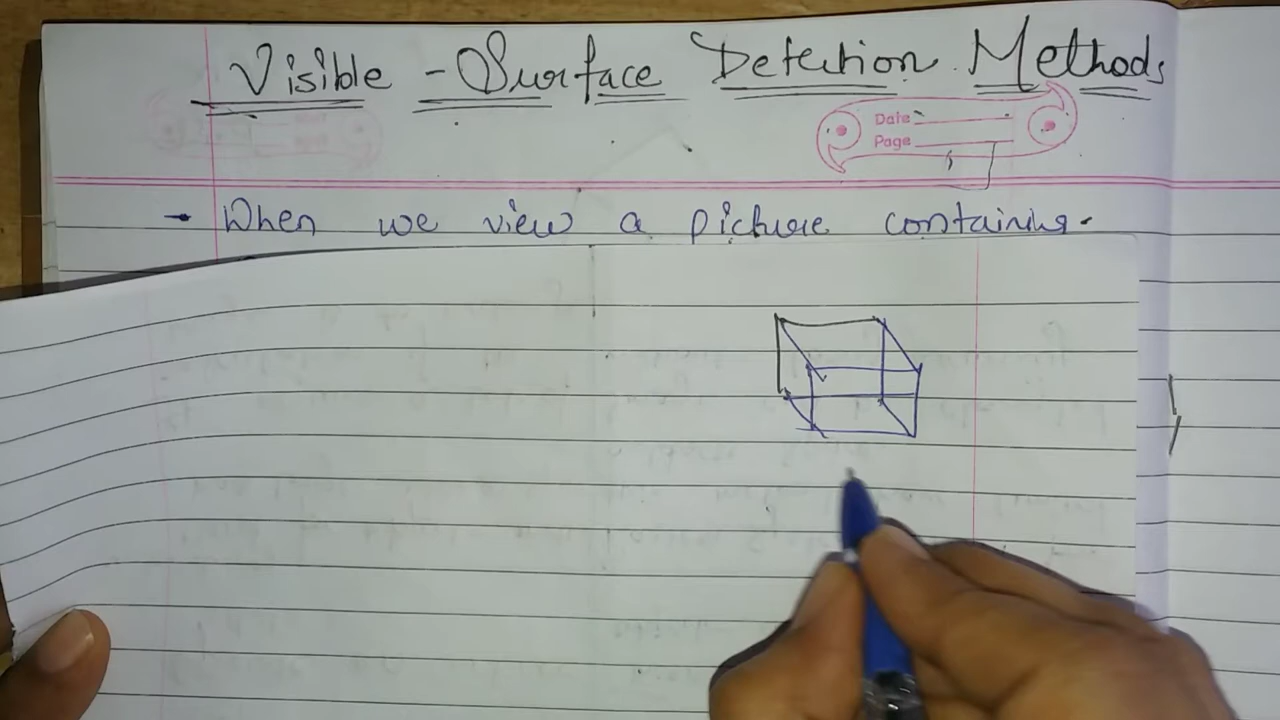 Visible - Surface Detection Methods
Date
Page
- When we view a picture containing